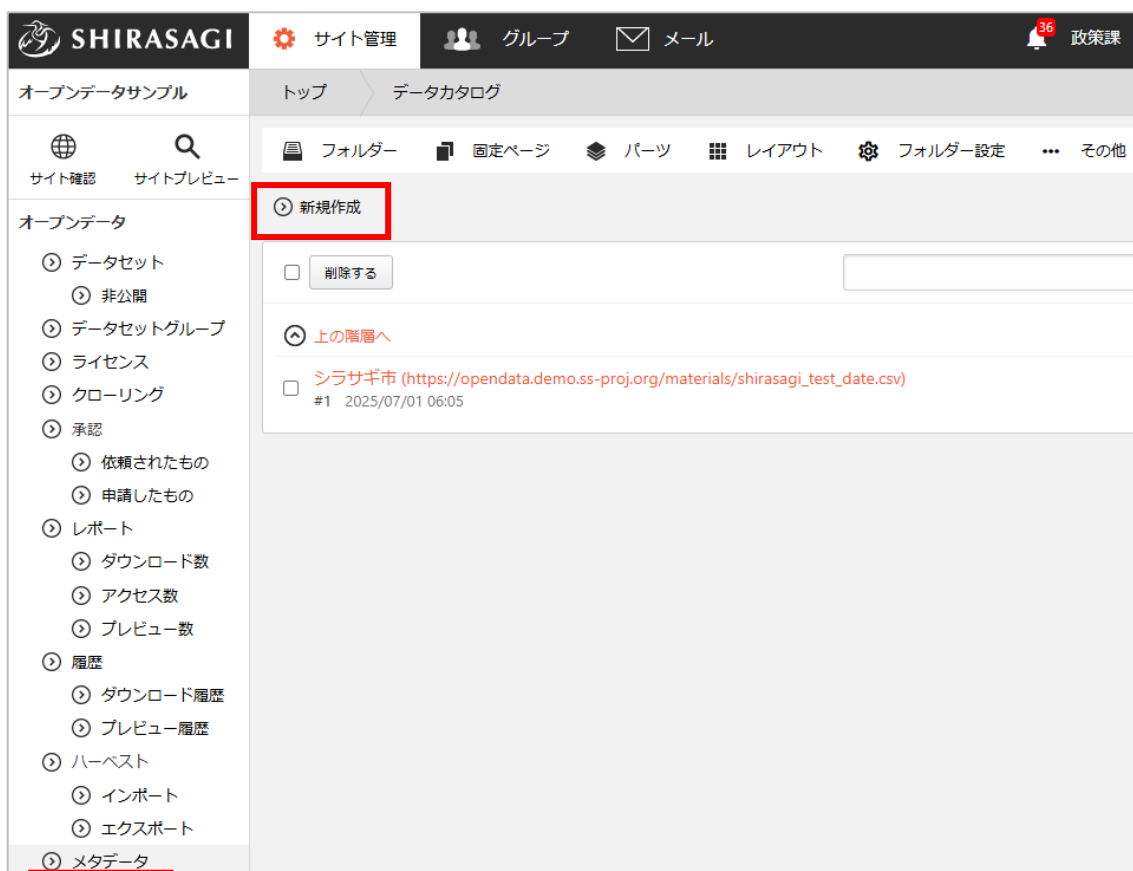 SHIRASAGI サイト管理 グループ メール 36 政策課
オープンデータサンプル トップ データカタログ
サイト確認 サイトプレビュー
フォルダー 固定ページ パーツ レイアウト フォルダー設定 ••• その他
新規作成
オープンデータ
データセット
非公開
データセットグループ
ライセンス
クローリング
承認
依頼されたもの
申請したもの
レポート
ダウンロード数
アクセス数
プレビュー数
履歴
ダウンロード履歴
プレビュー履歴
ハーベスト
インポート
エクスポート
メタデータ
削除する
上の階層へ
シラサギ市 (https://opendata.demo.ss-proj.org/materials/shirasagi_test_date.csv)
#1 2025/07/01 06:05